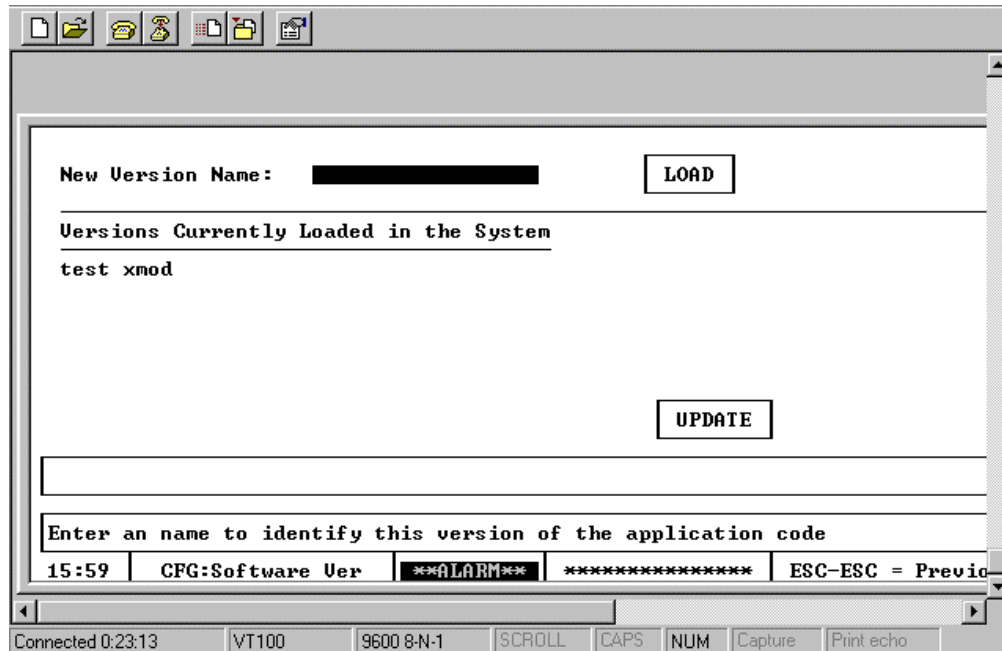 New Version Name: LOAD
Versions Currently Loaded in the System
test xmod
UPDATE
Enter an name to identify this version of the application code
15:59 CFG:Software Ver **ALARM** *************** ESC-ESC = Previo
Connected 0:23:13 VT100 9600 8-N-1 SCROLL CAPS NUM Capture Print echo